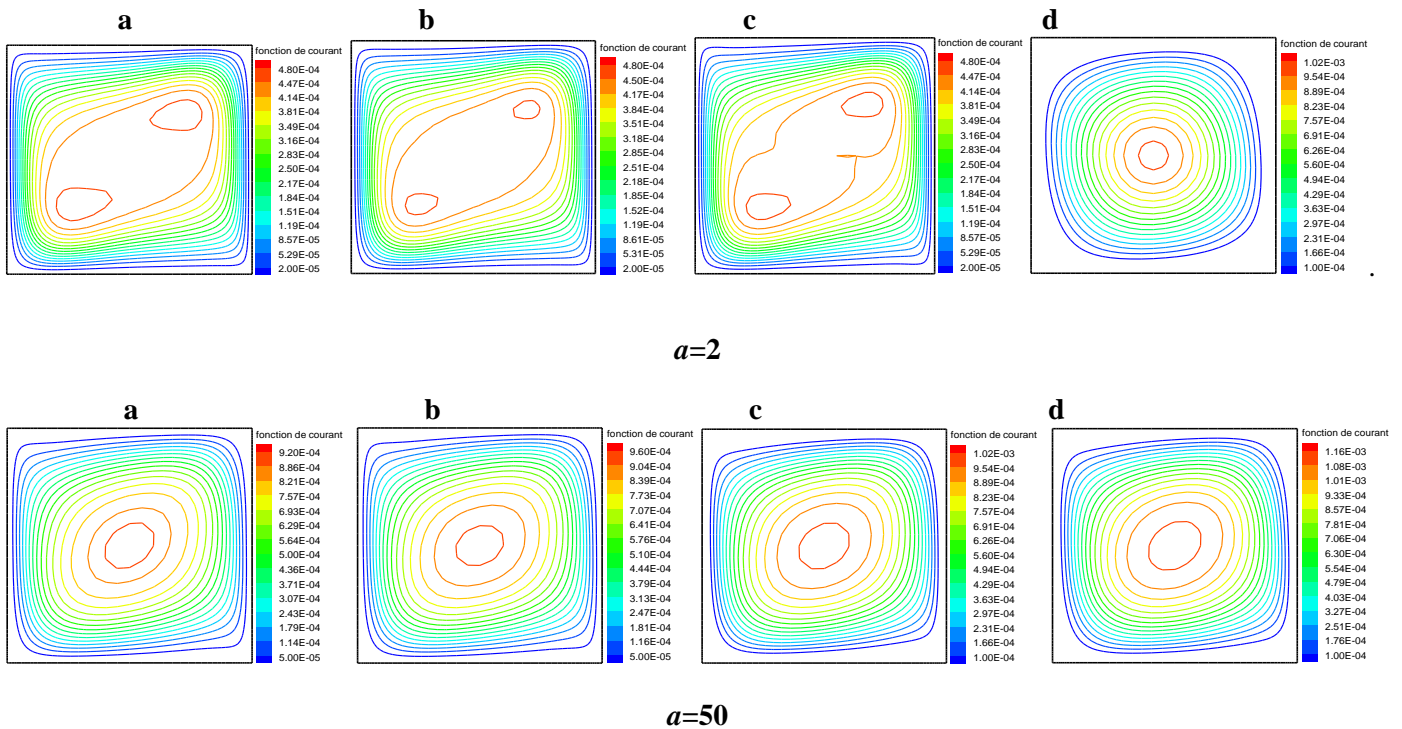 a b c d
fonction de courant
4.80E-04
4.47E-04
4.14E-04
3.81E-04
3.49E-04
3.16E-04
2.83E-04
2.50E-04
2.17E-04
1.84E-04
1.51E-04
1.19E-04
8.57E-05
5.29E-05
2.00E-05
fonction de courant
4.80E-04
4.50E-04
4.17E-04
3.84E-04
3.51E-04
3.18E-04
2.85E-04
2.51E-04
2.18E-04
1.85E-04
1.52E-04
1.19E-04
8.61E-05
5.31E-05
2.00E-05
fonction de courant
4.80E-04
4.47E-04
4.14E-04
3.81E-04
3.49E-04
3.16E-04
2.83E-04
2.50E-04
2.17E-04
1.84E-04
1.51E-04
1.19E-04
8.57E-05
5.29E-05
2.00E-05
fonction de courant
1.02E-03
9.54E-04
8.89E-04
8.23E-04
7.57E-04
6.91E-04
6.26E-04
5.60E-04
4.94E-04
4.29E-04
3.63E-04
2.97E-04
2.31E-04
1.66E-04
1.00E-04
.
a=2
a b c d
fonction de courant
9.20E-04
8.86E-04
8.21E-04
7.57E-04
6.93E-04
6.29E-04
5.64E-04
5.00E-04
4.36E-04
3.71E-04
3.07E-04
2.43E-04
1.79E-04
1.14E-04
5.00E-05
fonction de courant
9.60E-04
9.04E-04
8.39E-04
7.73E-04
7.07E-04
6.41E-04
5.76E-04
5.10E-04
4.44E-04
3.79E-04
3.13E-04
2.47E-04
1.81E-04
1.16E-04
5.00E-05
fonction de courant
1.02E-03
9.54E-04
8.89E-04
8.23E-04
7.57E-04
6.91E-04
6.26E-04
5.60E-04
4.94E-04
4.29E-04
3.63E-04
2.97E-04
2.31E-04
1.66E-04
1.00E-04
fonction de courant
1.16E-03
1.08E-03
1.01E-03
9.33E-04
8.57E-04
7.81E-04
7.06E-04
6.30E-04
5.54E-04
4.79E-04
4.03E-04
3.27E-04
2.51E-04
1.76E-04
1.00E-04
a=50